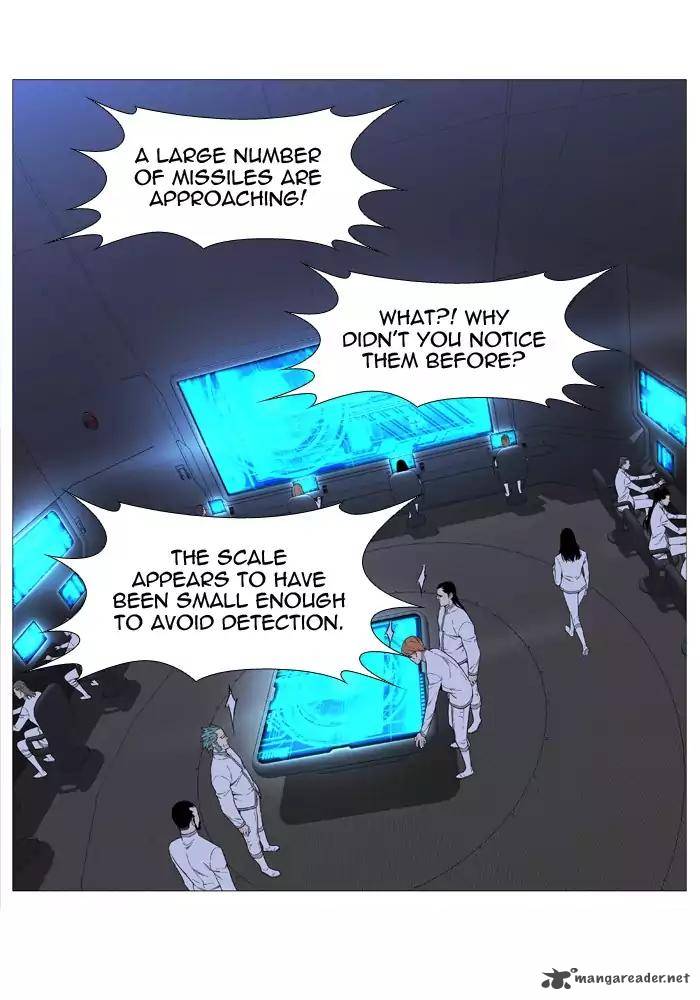 A LARGE NUMBER
OF MISSILES ARE
APPROACHING!
WHAT?! WHY
DIDN'T YOU NOTICE
THEM BEFORE?
THE SCALE
APPEARS TO HAVE
BEEN SMALL ENOUGH
TO AVOID DETECTION.
mangareader.net